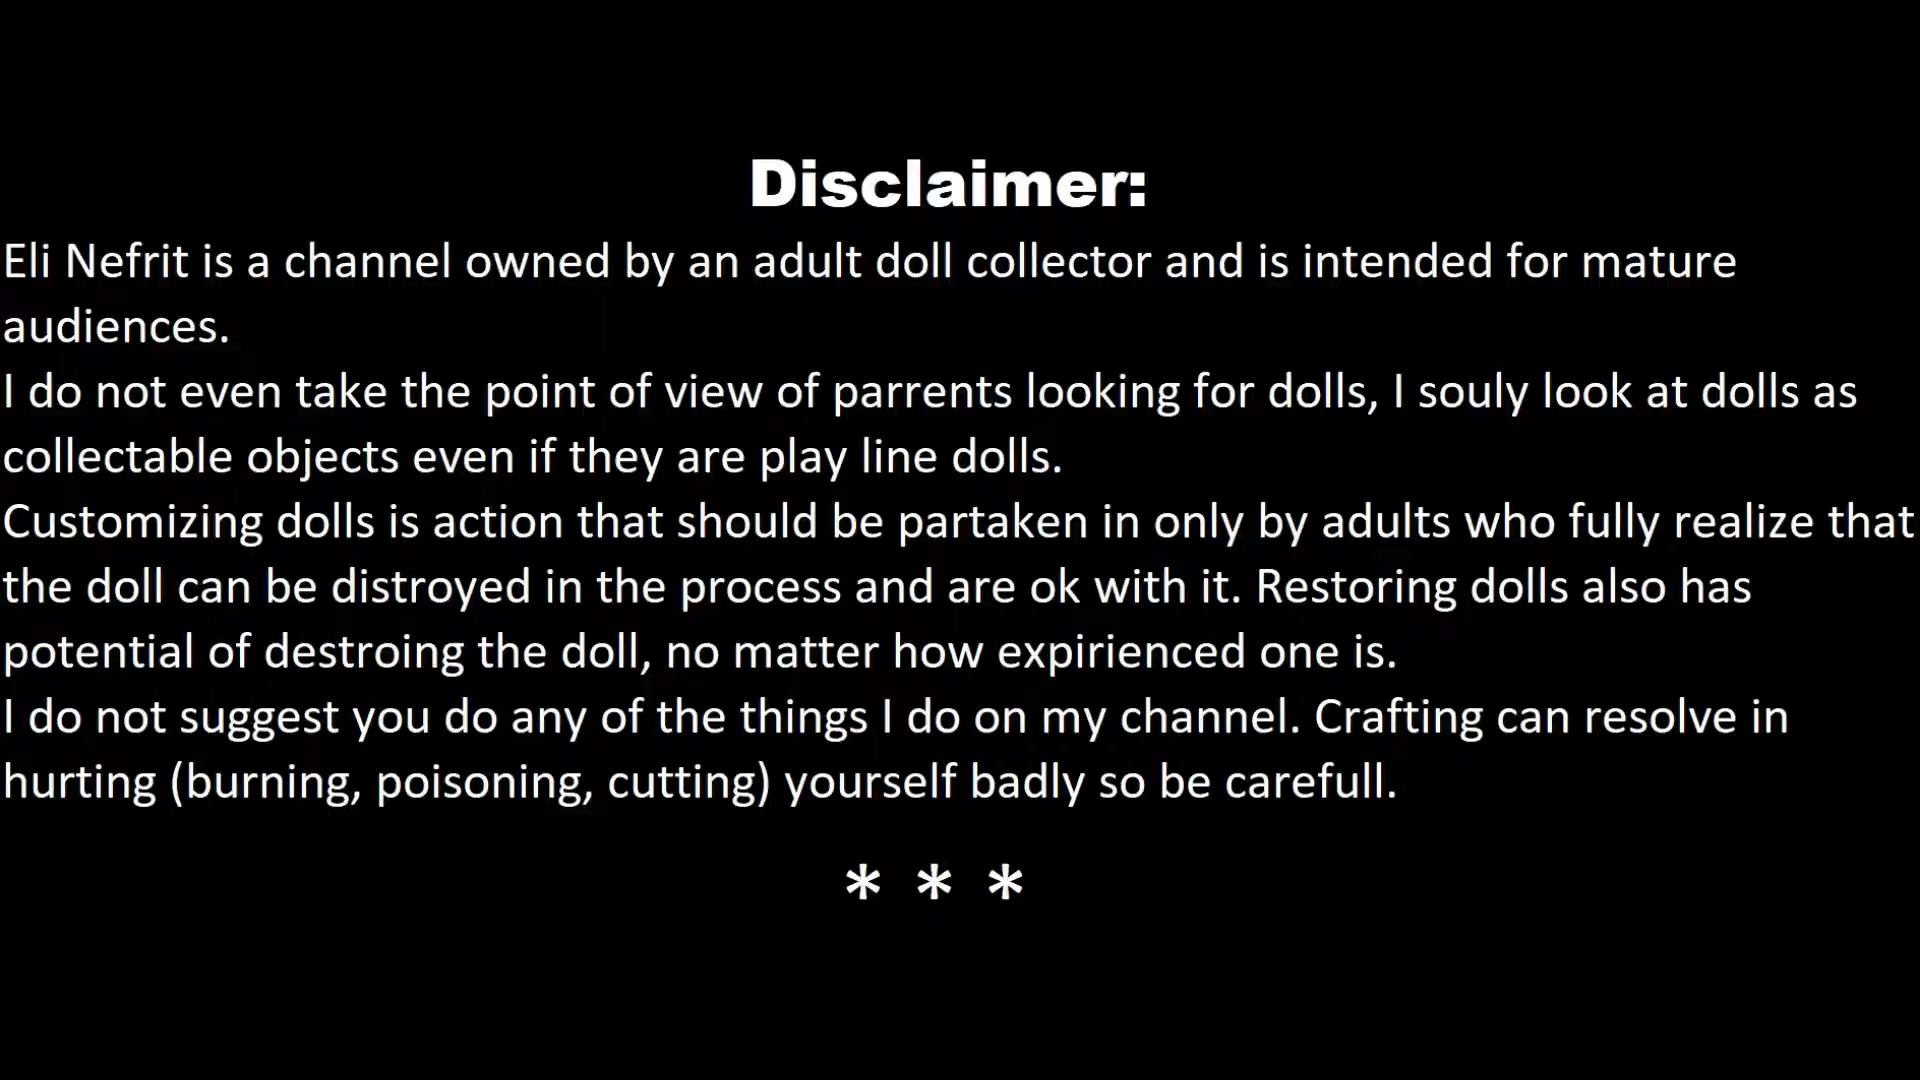 Disclaimer:
Eli Nefrit is a channel owned by an adult doll collector and is intended for mature
audiences.
I do not even take the point of view of parrents looking for dolls, I souly look at dolls as
collectable objects even if they are play line dolls.
Customizing dolls is action that should be partaken in only by adults who fully realize that
the doll can be distroyed in the process and are ok with it. Restoring dolls also has
potential of destroing the doll, no matter how expirienced one is.
I do not suggest you do any of the things I do on my channel. Crafting can resolve in
hurting (burning, poisoning, cutting) yourself badly so be carefull.
* * *